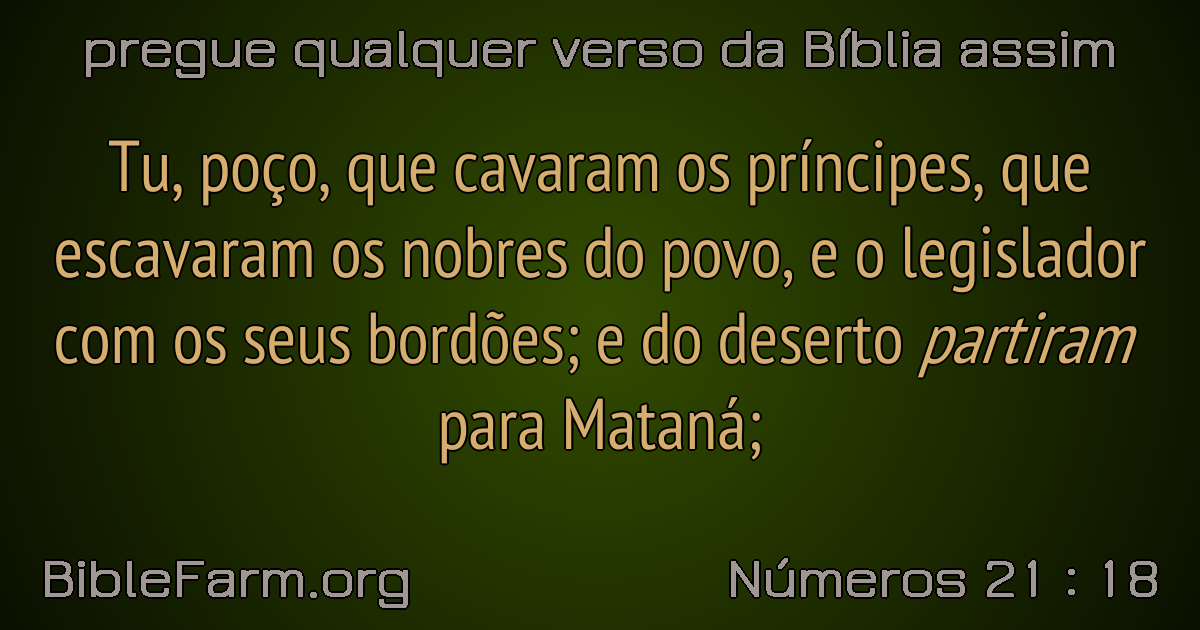 pregue qualquer verso da Bíblia assim
Tu, poço, que cavaram os príncipes, que
escavaram os nobres do povo, e o legislador
com os seus bordões; e do deserto partiram
para Mataná;
BibleFarm.org
Números 21 : 18